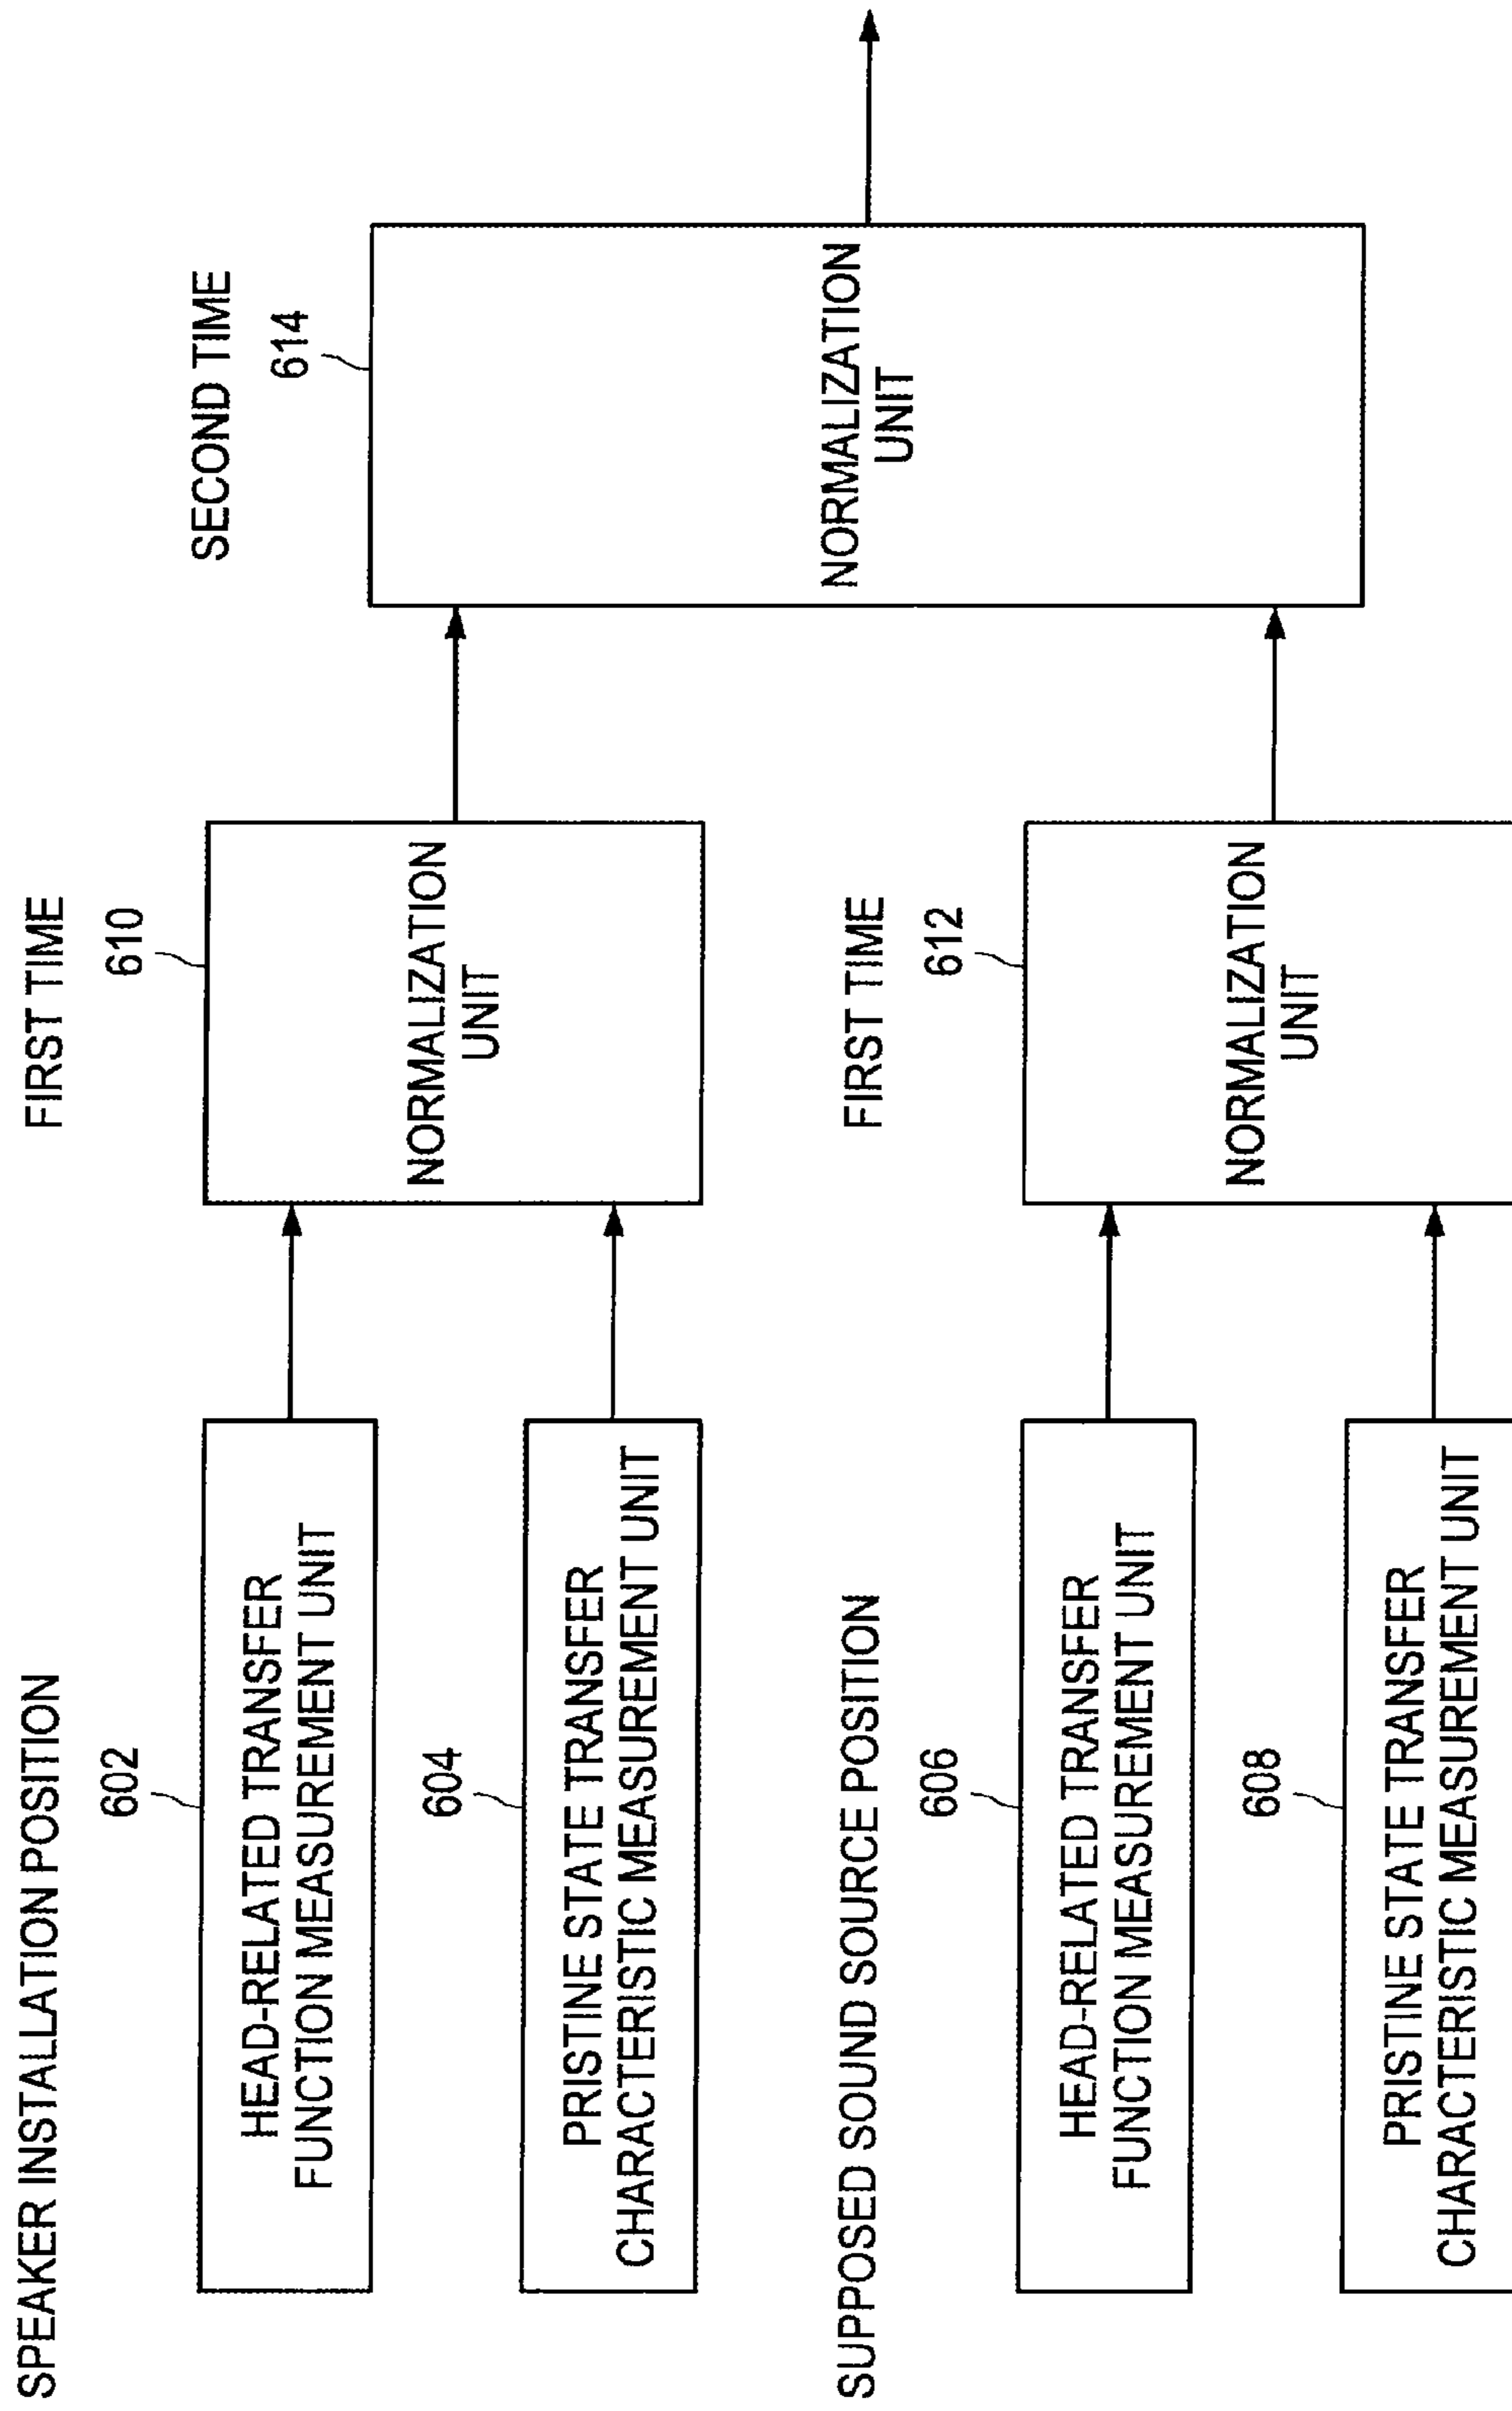 SPEAKER INSTALLATION POSITION
602
HEAD-RELATED TRANSFER
FUNCTION MEASUREMENT UNIT
604
PRISTINE STATE TRANSFER
CHARACTERISTIC MEASUREMENT UNIT
FIRST TIME
610
NORMALIZATION
UNIT
SUPPOSED SOUND SOURCE POSITION
606
HEAD-RELATED TRANSFER
FUNCTION MEASUREMENT UNIT
608
PRISTINE STATE TRANSFER
CHARACTERISTIC MEASUREMENT UNIT
FIRST TIME
612
NORMALIZATION
UNIT
SECOND TIME
614
NORMALIZATION
UNIT